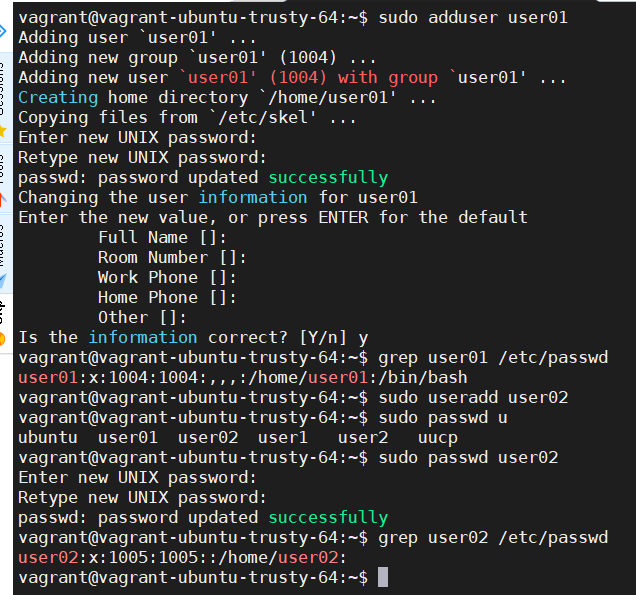 vagrant@vagrant-ubuntu-trusty-64:~$ sudo adduser user01
Adding user `user01' ...
Adding new group `user01' (1004) ...
Adding new user `user01' (1004) with group `user01' ...
Creating home directory `/home/user01' ...
Copying files from `/etc/skel' ...
Enter new UNIX password:
Retype new UNIX password:
passwd: password updated successfully
Changing the user information for user01
Enter the new value, or press ENTER for the default
        Full Name []:
        Room Number []:
        Work Phone []:
        Home Phone []:
        Other []:
Is the information correct? [Y/n] y
vagrant@vagrant-ubuntu-trusty-64:~$ grep user01 /etc/passwd
user01:x:1004:1004:,,,:/home/user01:/bin/bash
vagrant@vagrant-ubuntu-trusty-64:~$ sudo useradd user02
vagrant@vagrant-ubuntu-trusty-64:~$ sudo passwd u
ubuntu  user01  user02  user1   user2   uucp
vagrant@vagrant-ubuntu-trusty-64:~$ sudo passwd user02
Enter new UNIX password:
Retype new UNIX password:
passwd: password updated successfully
vagrant@vagrant-ubuntu-trusty-64:~$ grep user02 /etc/passwd
user02:x:1005:1005::/home/user02:
vagrant@vagrant-ubuntu-trusty-64:~$